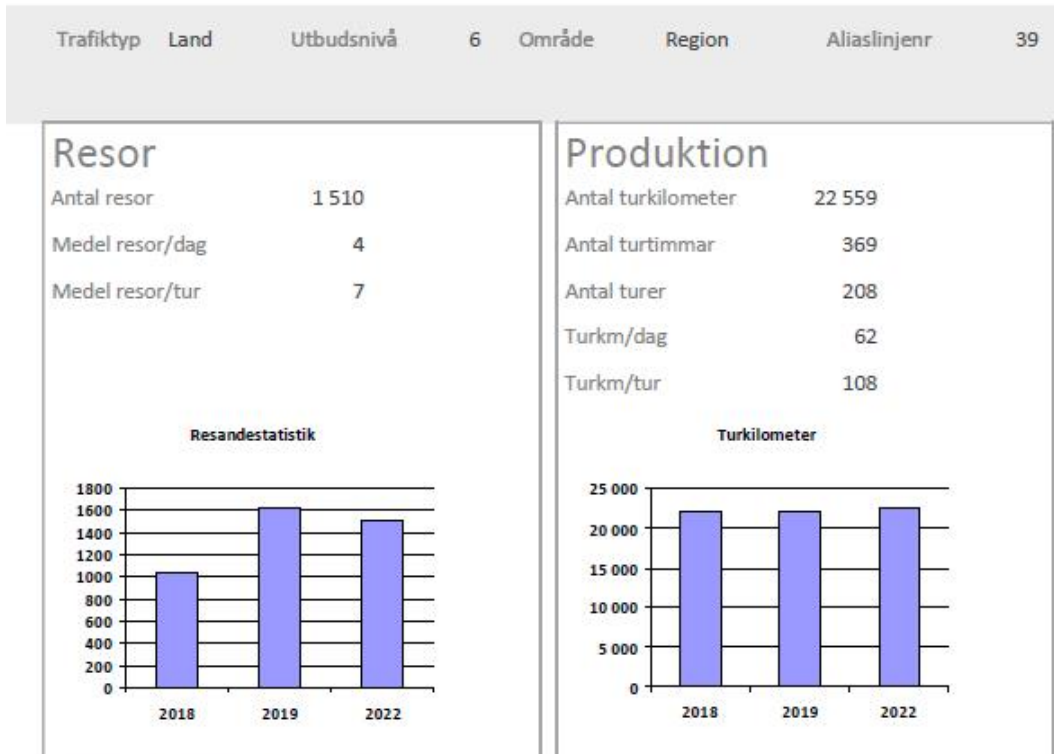 Trafiktyp Land Utbudsnivå 6 Område Region Aliaslinjenr 39
Resor
Antal resor 1 510
Medel resor/dag 4
Medel resor/tur 7
Resandestatistik
1800
1600
1400
1200
1000
800
600
400
200
0
2018 2019 2022
Produktion
Antal turkilometer 22 559
Antal turtimmar 369
Antal turer 208
Turkm/dag 62
Turkm/tur 108
Turkilometer
25 000
20 000
15 000
10 000
5 000
0
2018 2019 2022